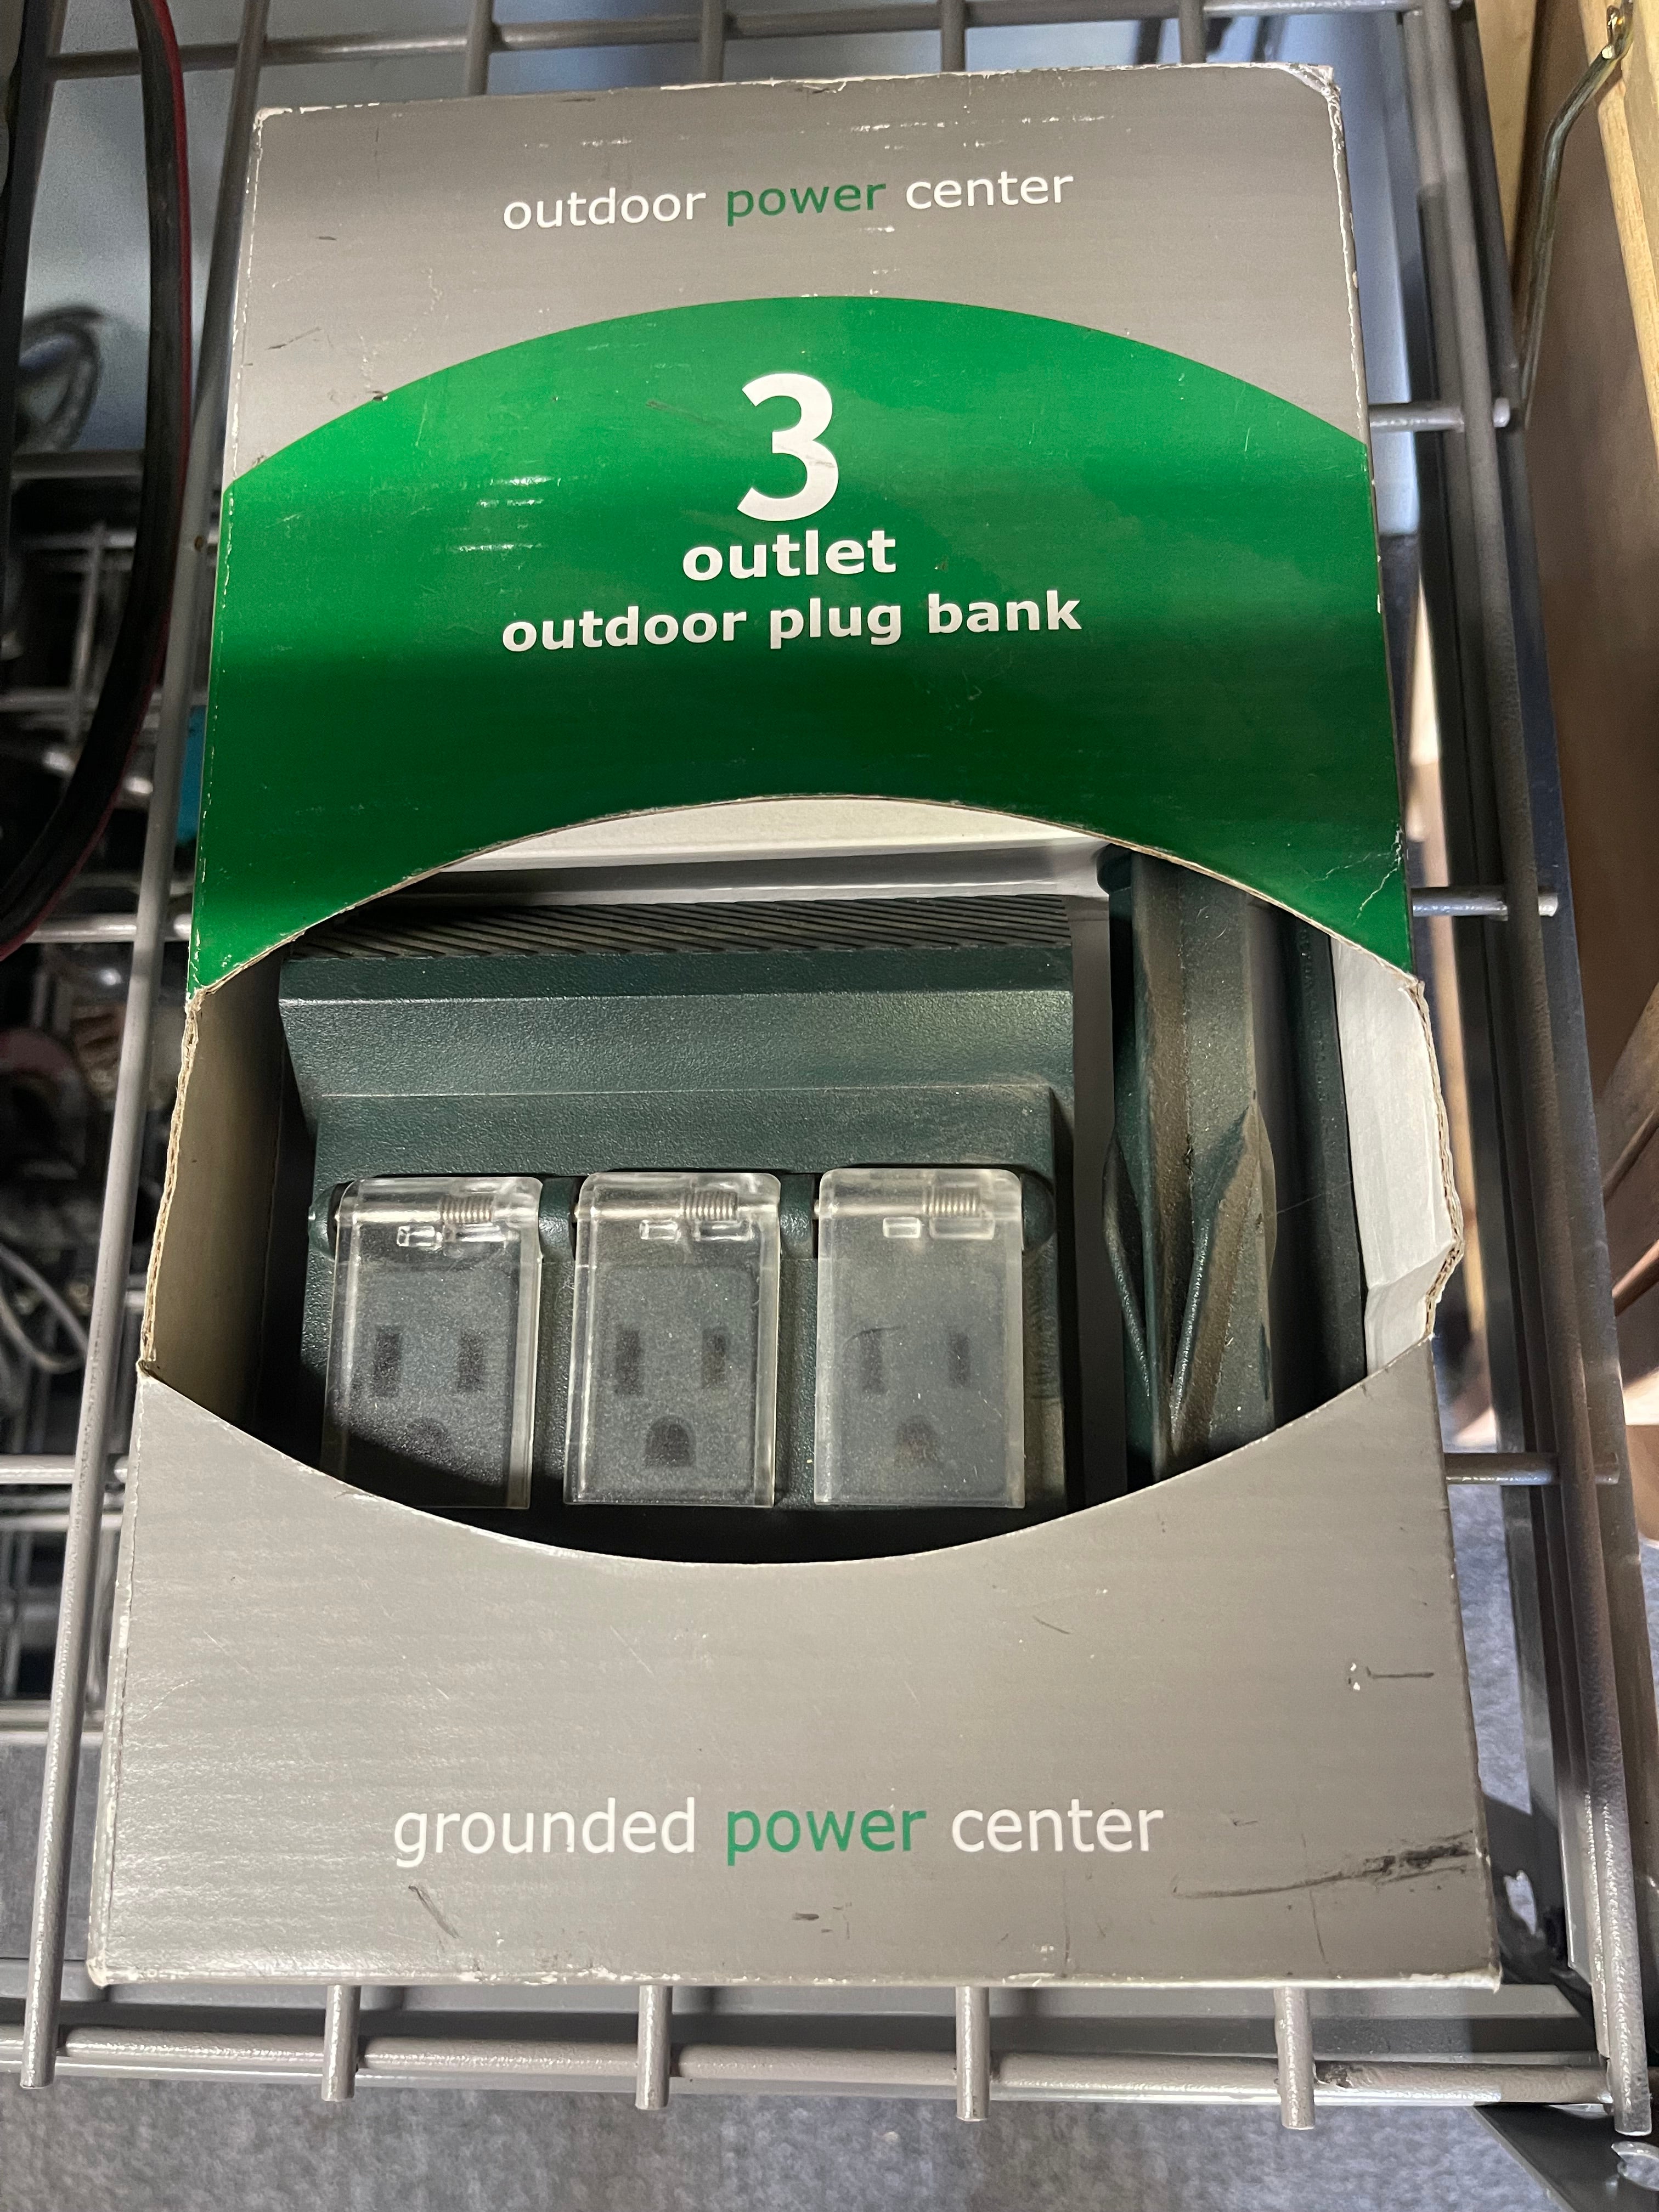 outdoor power center
3
outlet
outdoor plug bank
grounded power center